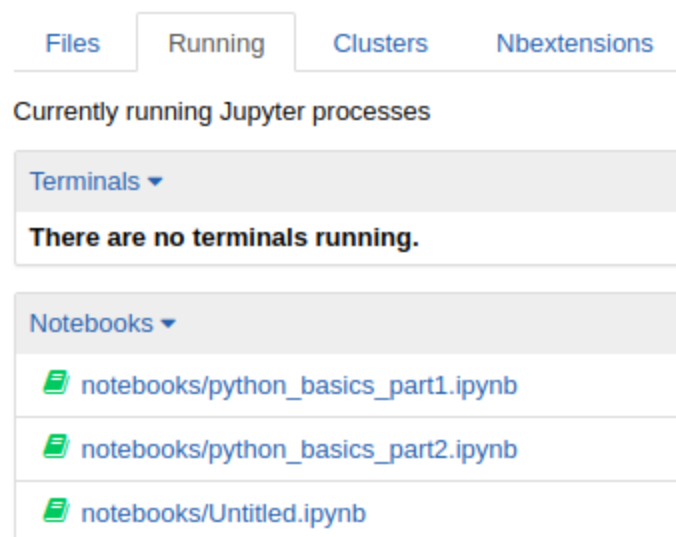 Files Running Clusters Nbextensions
Currently running Jupyter processes
Terminals
There are no terminals running.
Notebooks
notebooks/python_basics_part1.ipynb
notebooks/python_basics_part2.ipynb
notebooks/Untitled.ipynb